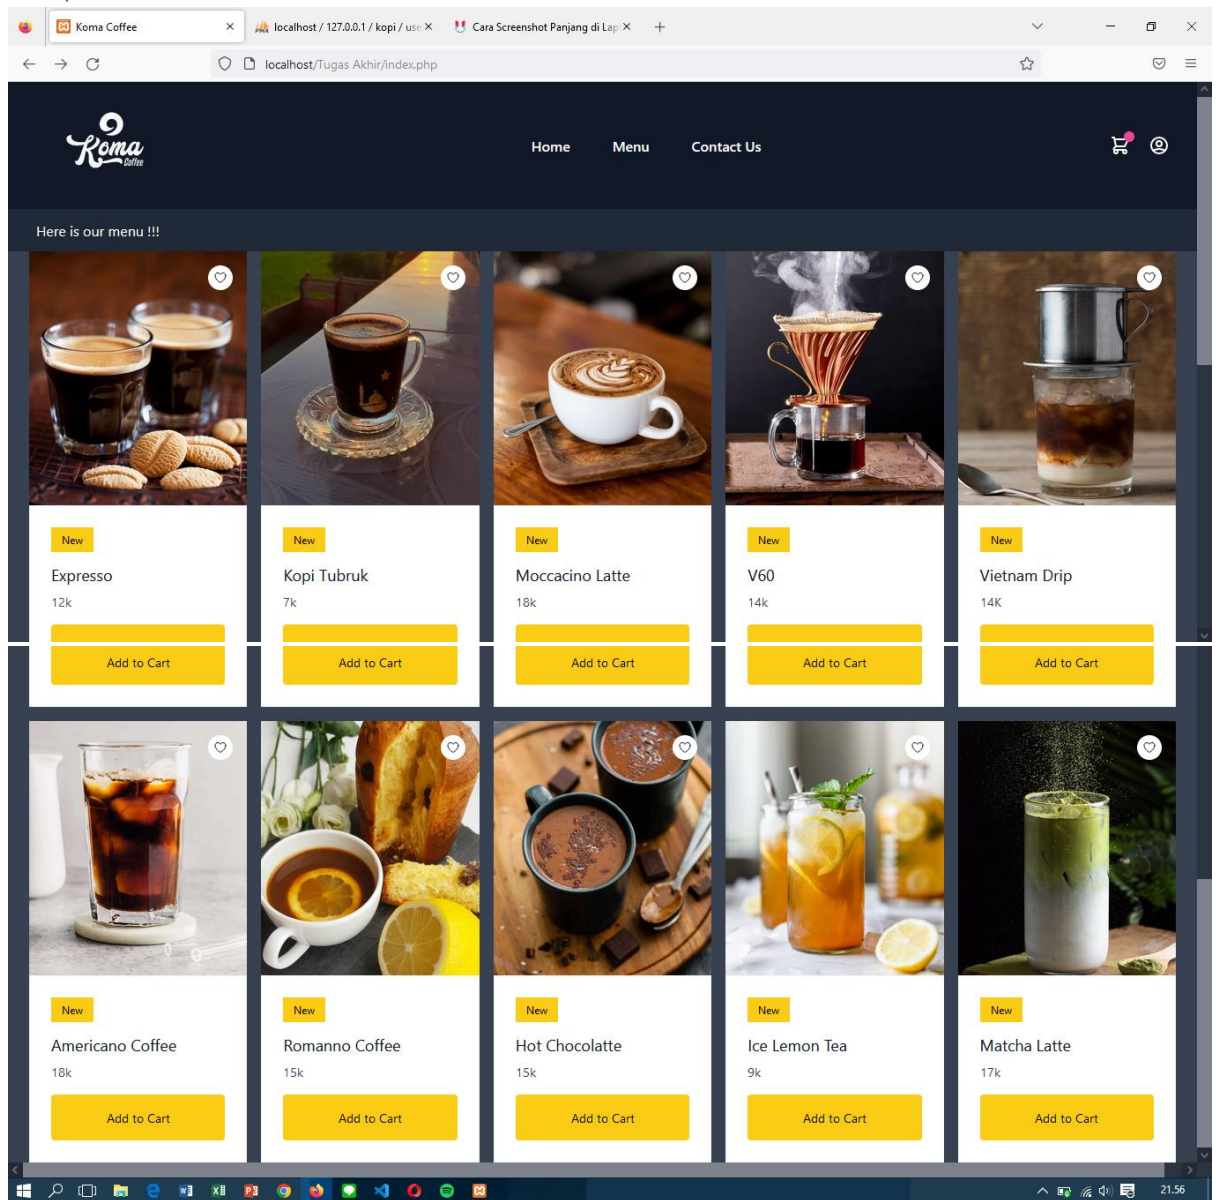 Koma Coffee
localhost / 127.0.0.1 / kopi / use
Cara Screenshot Panjang di Lap
localhost/Tugas Akhir/index.php
Koma
Coffee
Home Menu Contact Us
Here is our menu !!!
New New New New New
Expresso Kopi Tubruk Moccacino Latte V60 Vietnam Drip
12k 7k 18k 14k 14K
Add to Cart Add to Cart Add to Cart Add to Cart Add to Cart
New New New New New
Americano Coffee Romanno Coffee Hot Chocolatte Ice Lemon Tea Matcha Latte
18k 15k 15k 9k 17k
Add to Cart Add to Cart Add to Cart Add to Cart Add to Cart
21.56